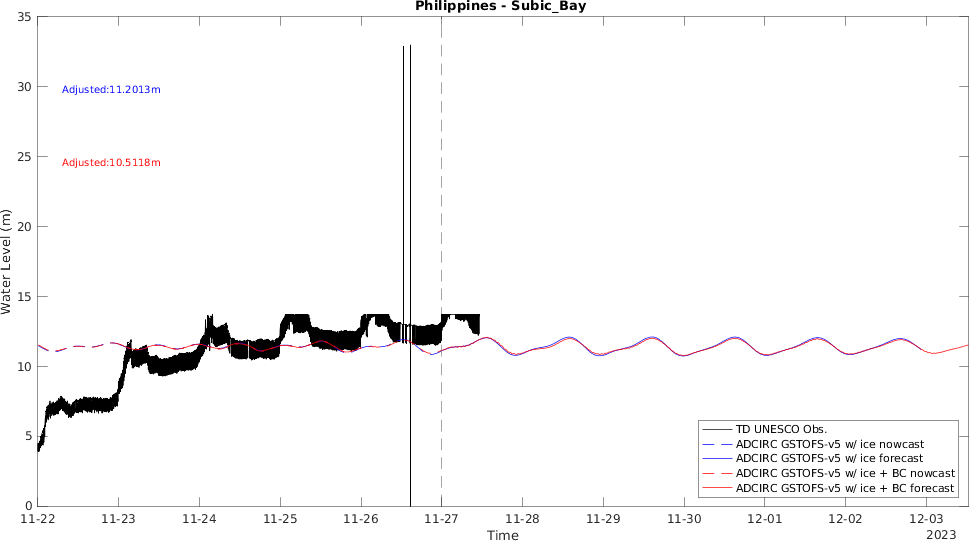 Philippines - Subic_Bay
35
30
25
20
15
10
5
0
Water Level (m)
Adjusted:11.2013m
Adjusted:10.5118m
TD UNESCO Obs.
ADCIRC GSTOFS-v5 w/ ice nowcast
ADCIRC GSTOFS-v5 w/ ice forecast
ADCIRC GSTOFS-v5 w/ ice + BC nowcast
ADCIRC GSTOFS-v5 w/ ice + BC forecast
11-22 11-23 11-24 11-25 11-26 11-27 11-28 11-29 11-30 12-01 12-02 12-03
Time
2023